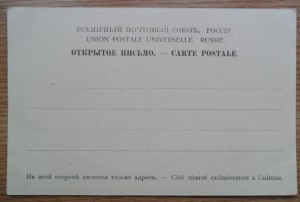 ВСЕМІРНЫЙ ПОЧТОВЫЙ СОЮЗЪ. РОССІЯ.
UNION POSTALE UNIVERSELLE. RUSSIE.
ОТКРЫТОЕ ПИСЬМО. — CARTE POSTALE.
На этой сторонѣ пишется только адресъ. — Côté réservé exclusivement à l'adresse.